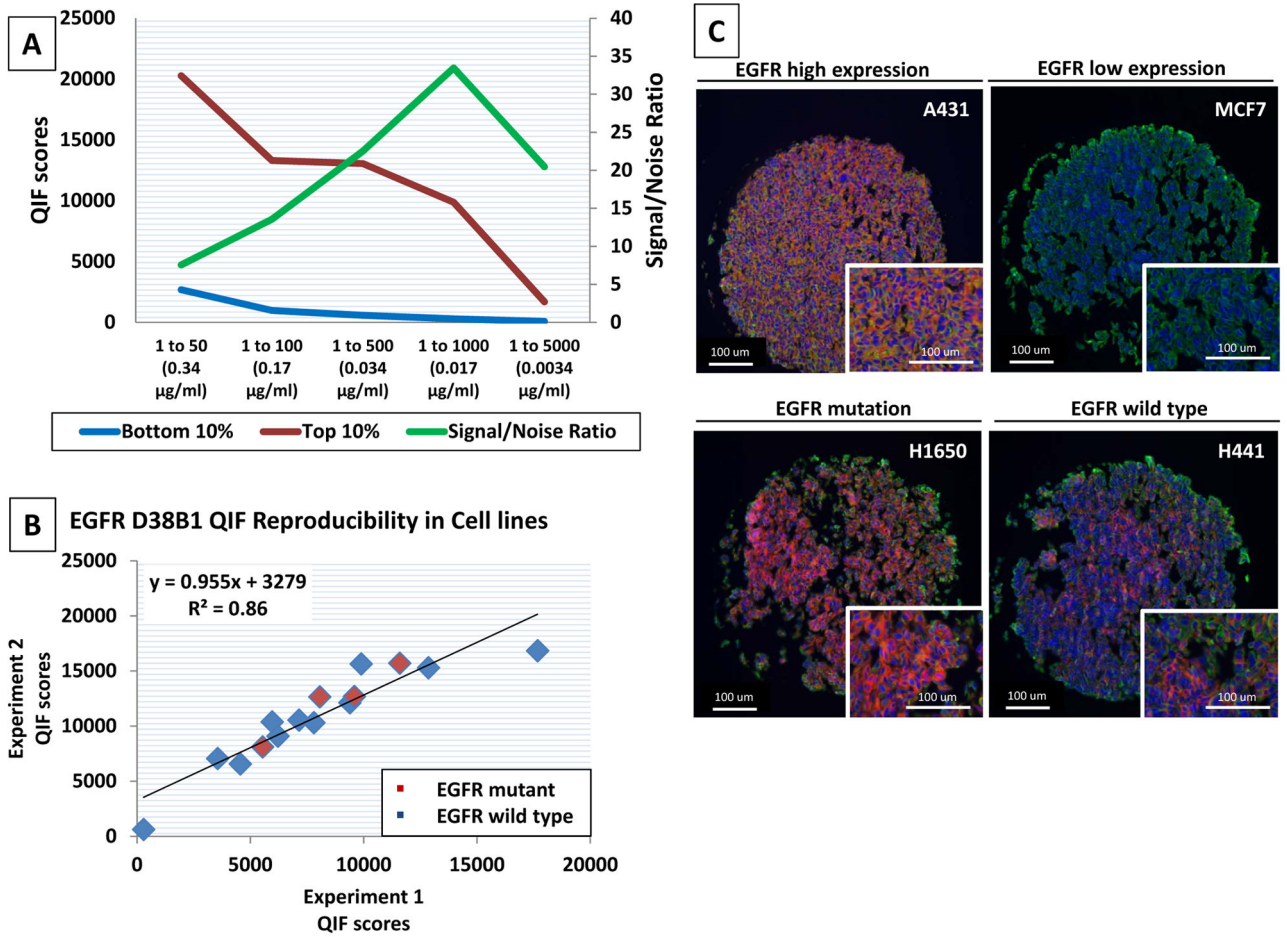 A
25000
20000
15000
10000
5000
0
QIF scores
40
35
30
25
20
15
10
5
0
Signal/Noise Ratio
1 to 50 1 to 100 1 to 500 1 to 1000 1 to 5000
(0.34 (0.17 (0.034 (0.017 (0.0034
µg/ml) µg/ml) µg/ml) µg/ml) µg/ml)
Bottom 10% Top 10% Signal/Noise Ratio
B
EGFR D38B1 QIF Reproducibility in Cell lines
25000
20000
15000
10000
5000
0
Experiment 2
QIF scores
y = 0.955x + 3279
R² = 0.86
EGFR mutant
EGFR wild type
0 5000 10000 15000 20000
Experiment 1
QIF scores
C
EGFR high expression
A431
100 um
100 um
EGFR low expression
MCF7
100 um
100 um
EGFR mutation
H1650
100 um
100 um
EGFR wild type
H441
100 um
100 um